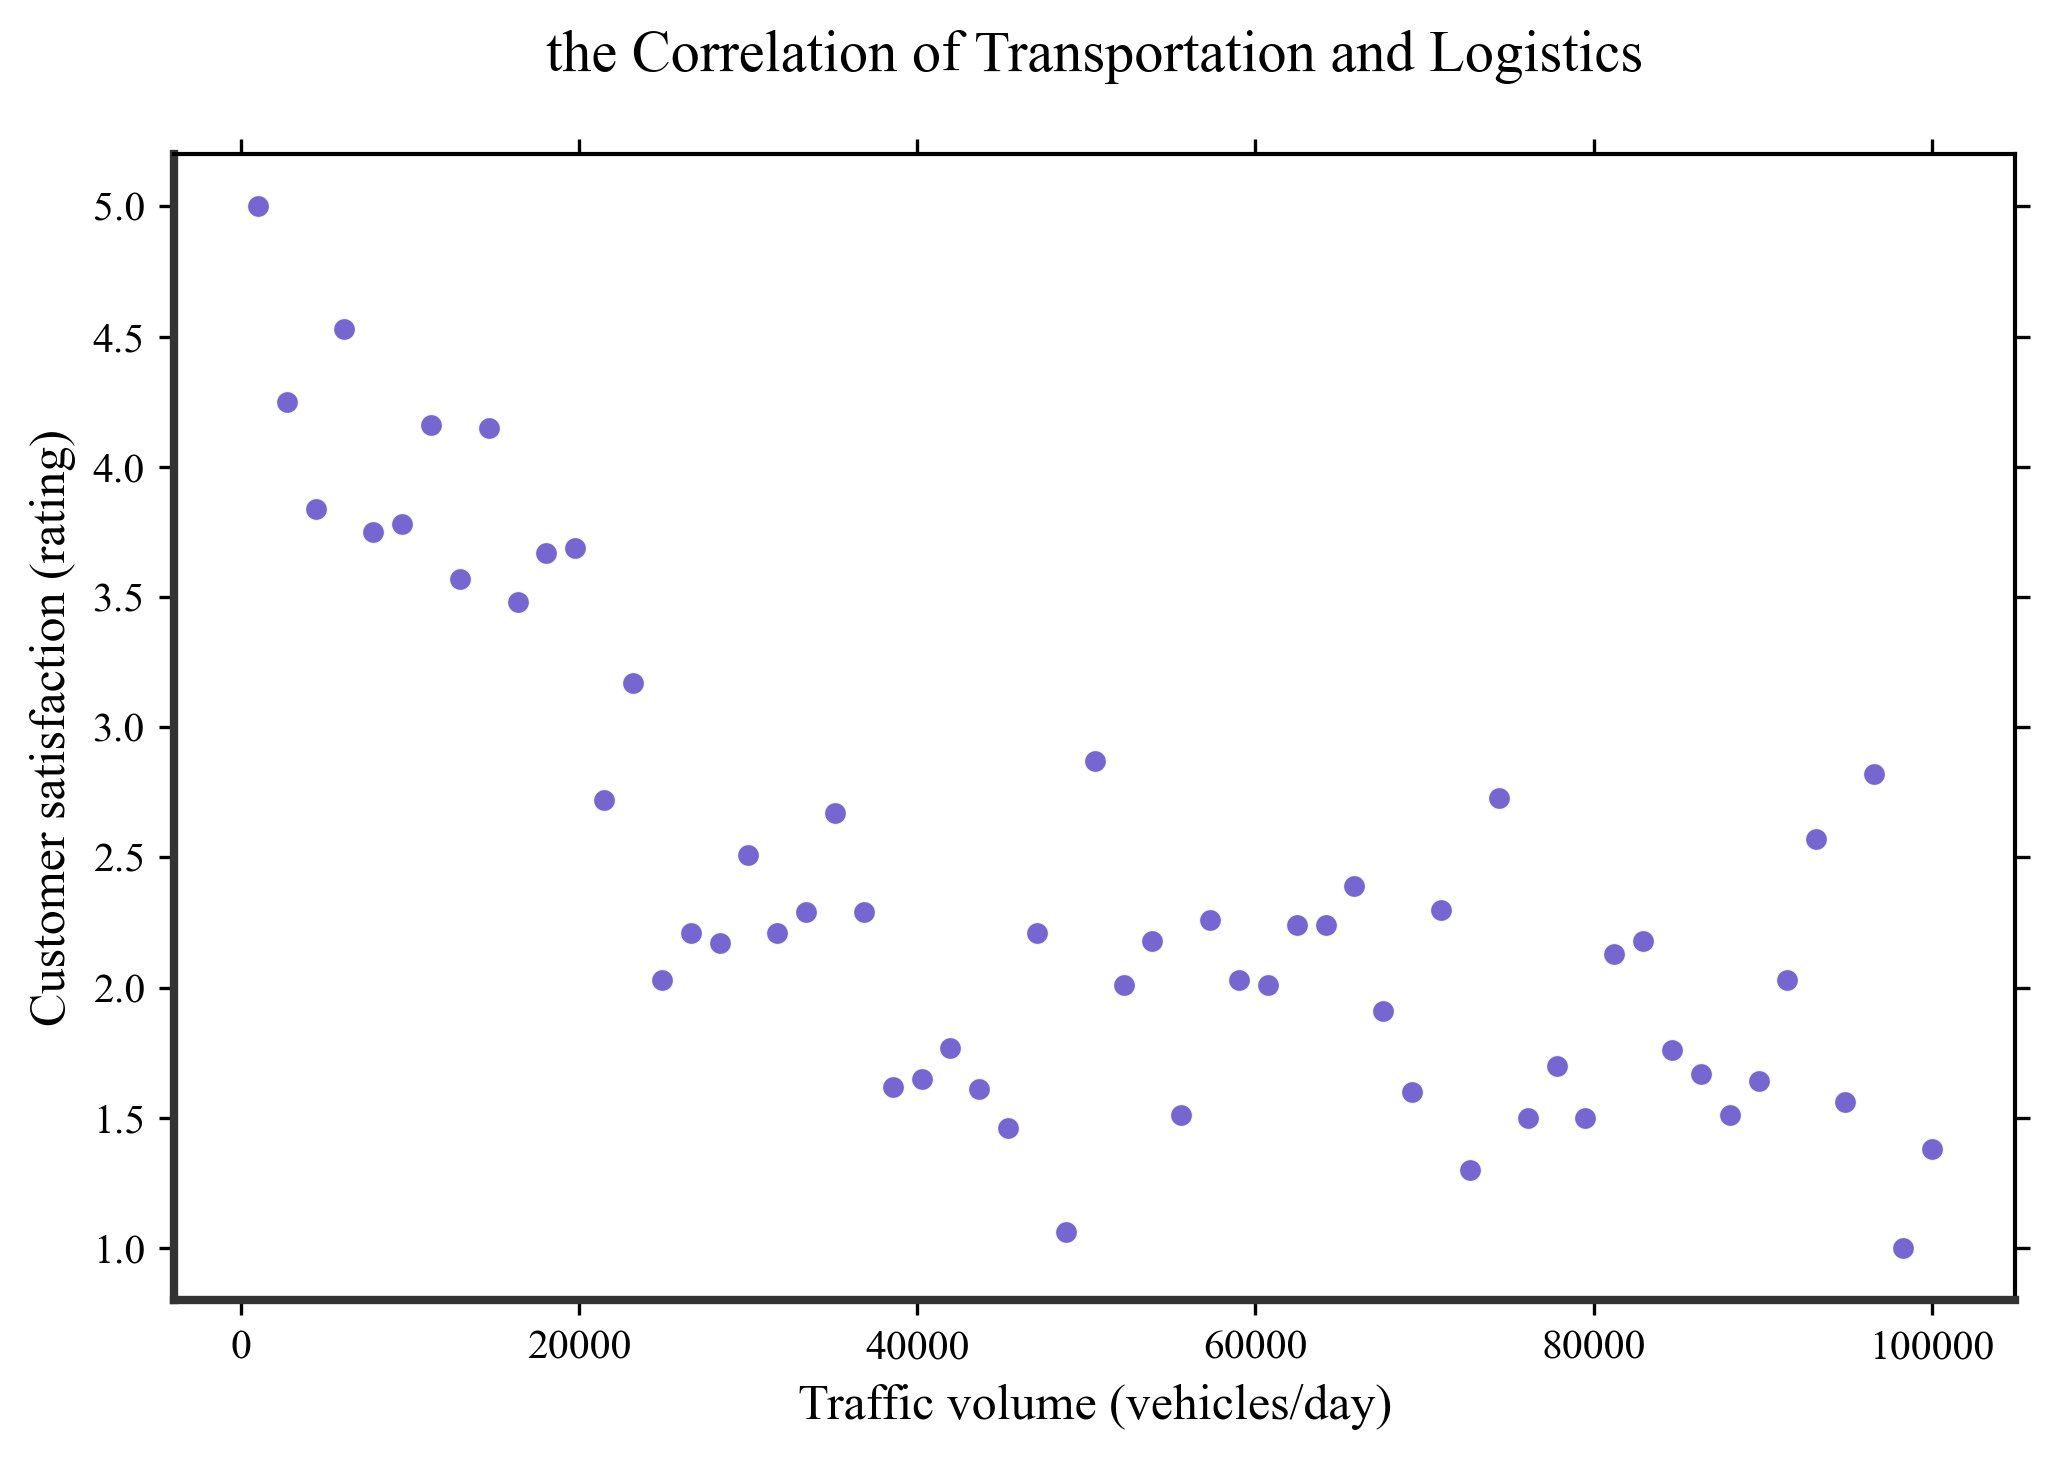 the Correlation of Transportation and Logistics
5.0
4.5
4.0
3.5
3.0
2.5
2.0
1.5
1.0
Customer satisfaction (rating)
0 20000 40000 60000 80000 100000
Traffic volume (vehicles/day)